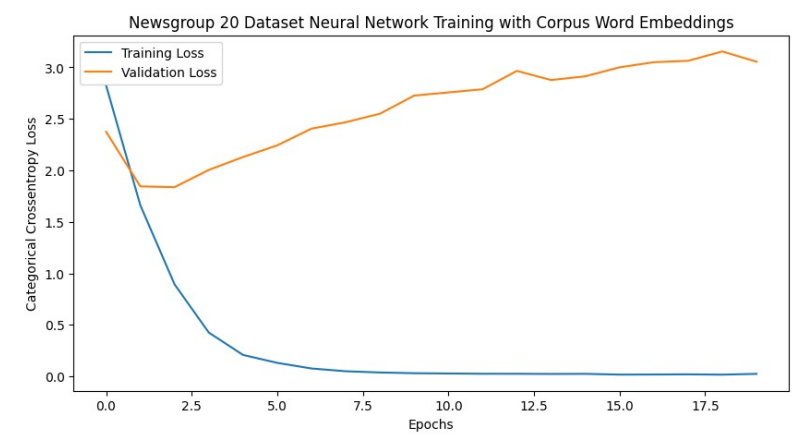 Newsgroup 20 Dataset Neural Network Training with Corpus Word Embeddings
Training Loss
Validation Loss
Categorical Crossentropy Loss
3.0
2.5
2.0
1.5
1.0
0.5
0.0
0.0 2.5 5.0 7.5 10.0 12.5 15.0 17.5
Epochs